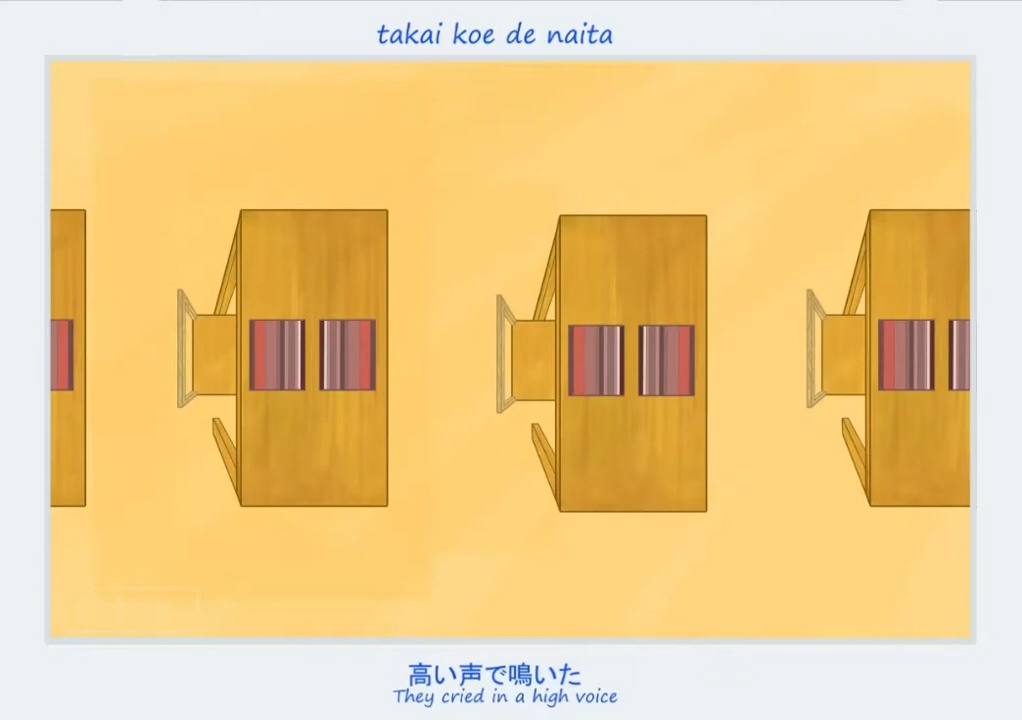 takai koe de naita
高い声で鳴いた
They cried in a high voice